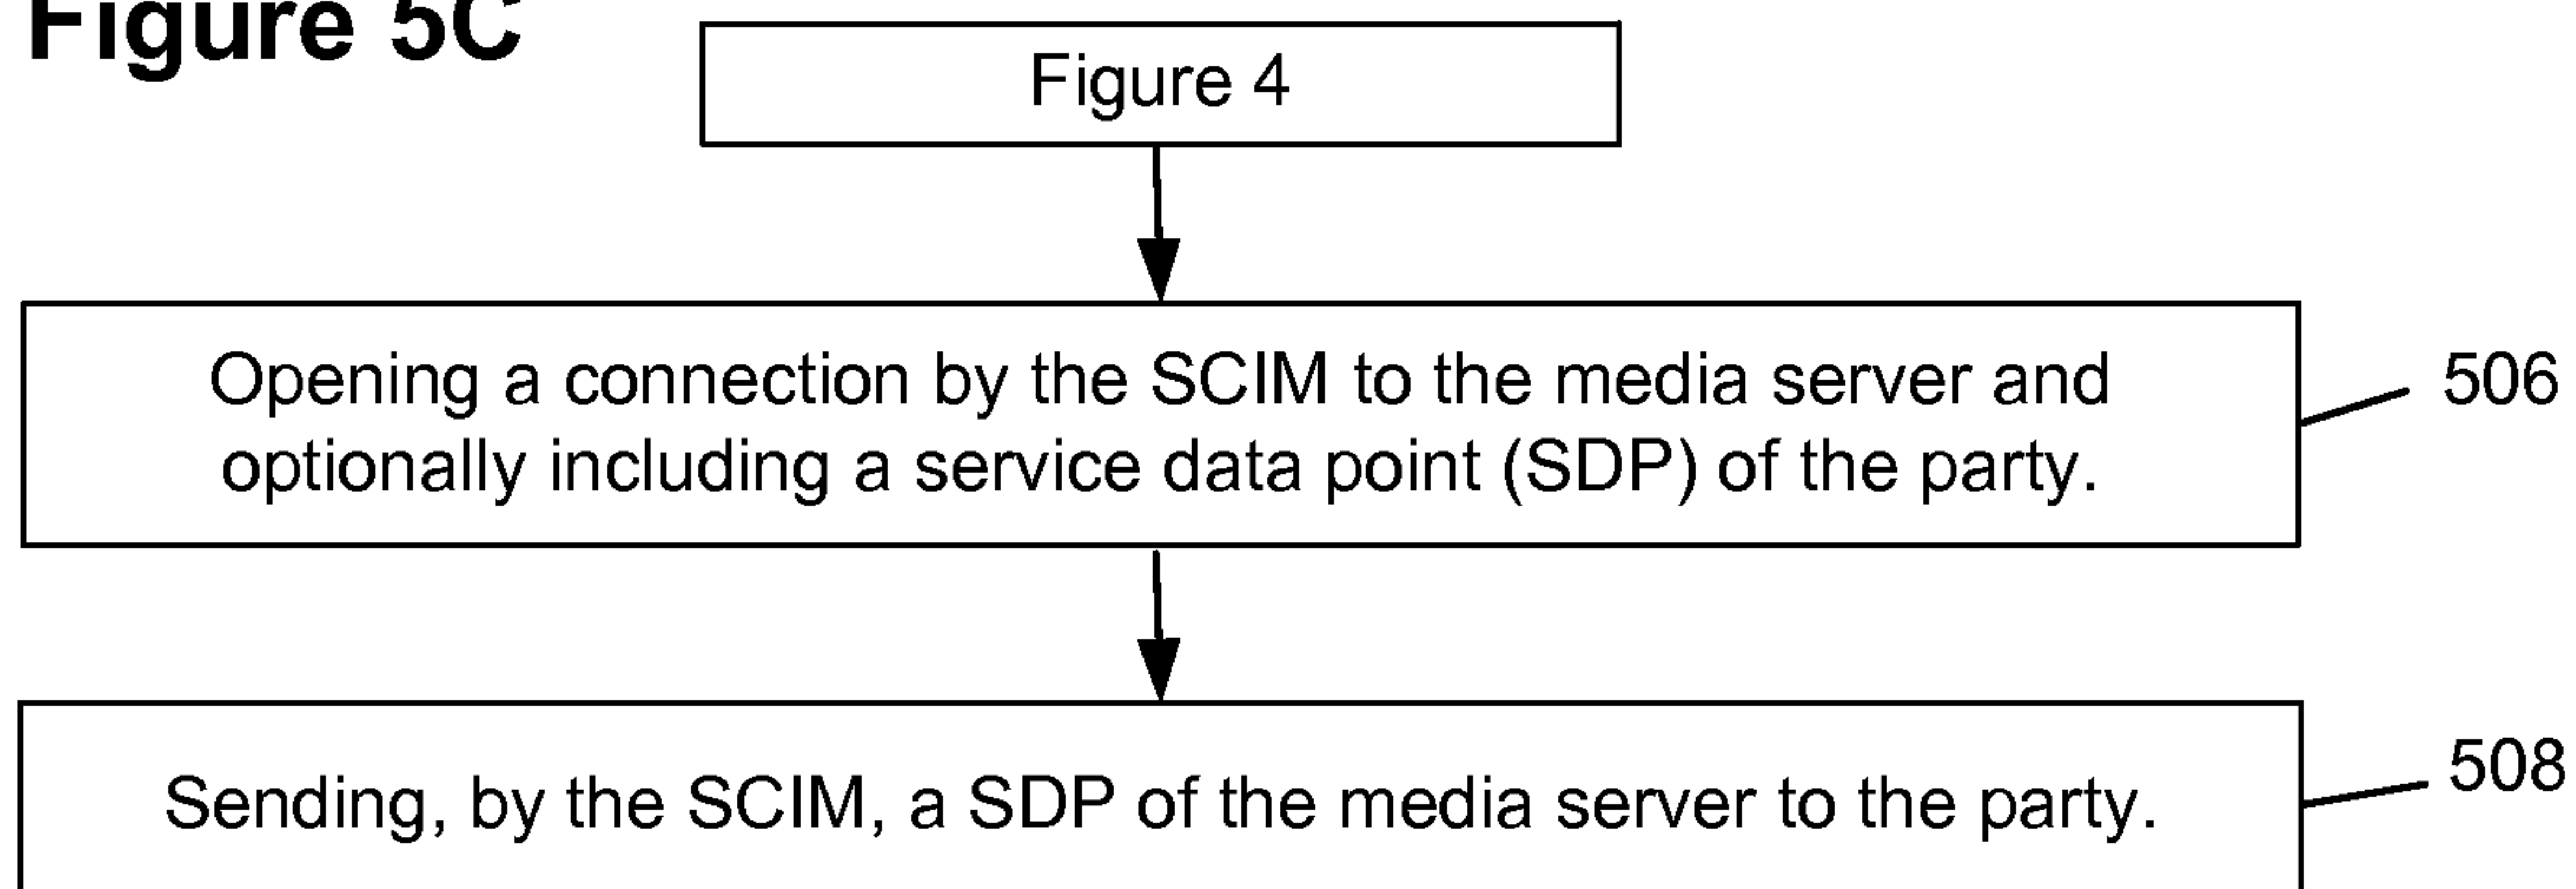 Figure 5C
Figure 4
Opening a connection by the SCIM to the media server and
optionally including a service data point (SDP) of the party.
506
Sending, by the SCIM, a SDP of the media server to the party.
508